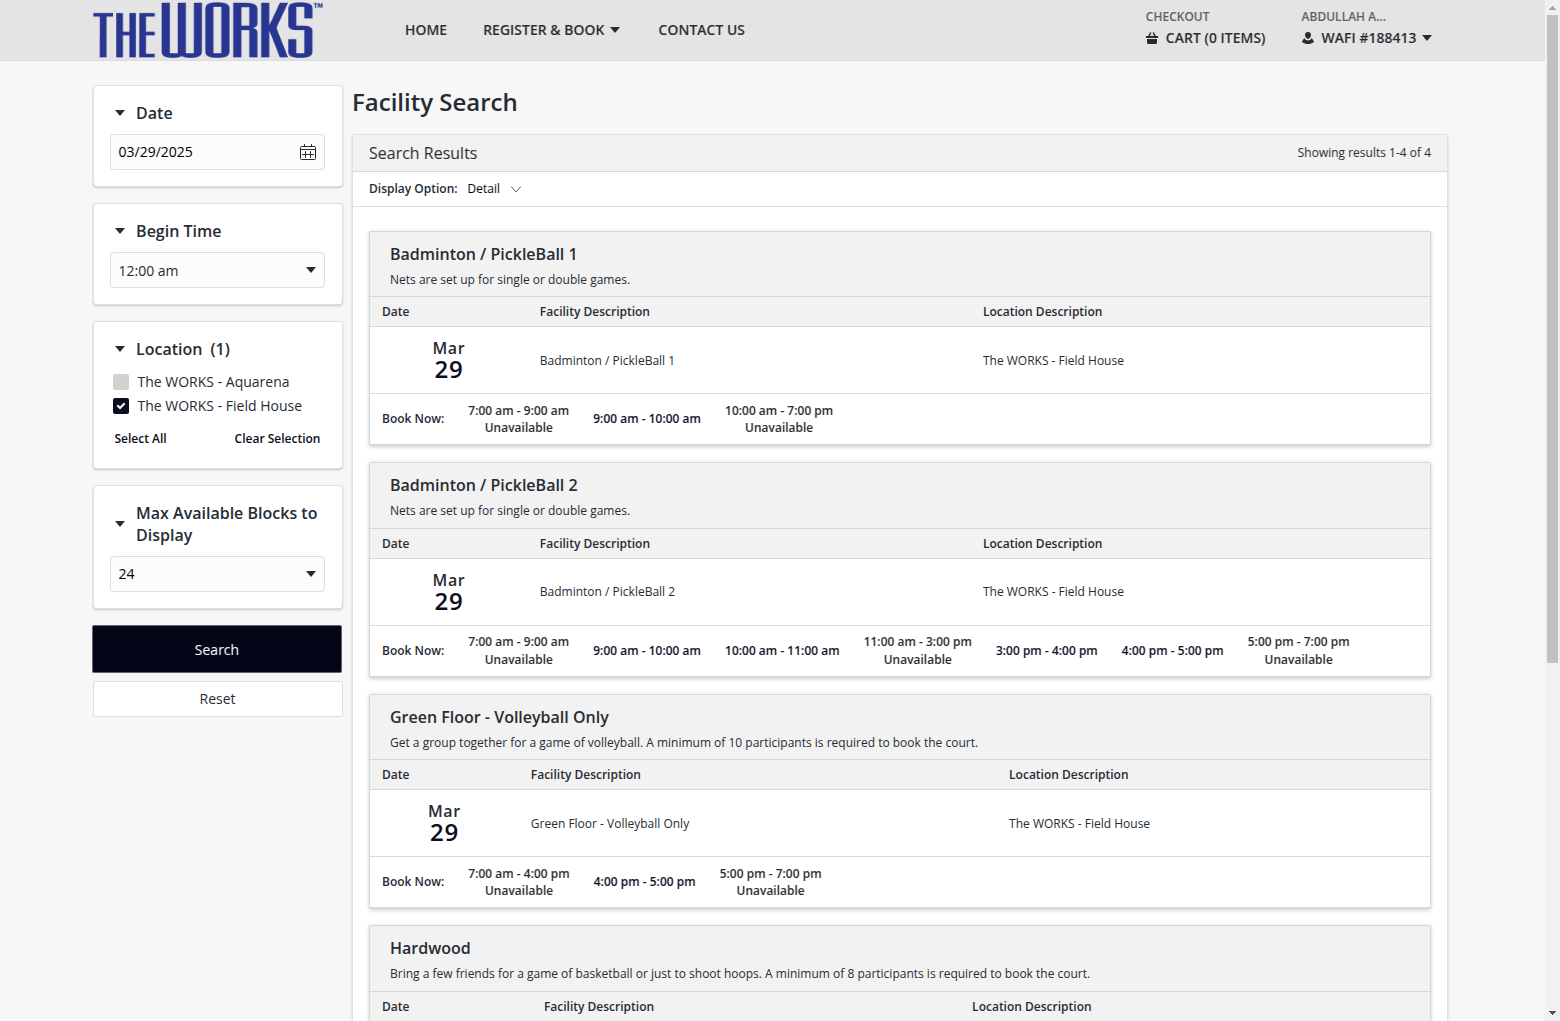 THE WORKS™
HOME
REGISTER & BOOK
CONTACT US
CHECKOUT
CART (0 ITEMS)
ABDULLAH A...
WAFI #188413
Date
03/29/2025
Begin Time
12:00 am
Location (1)
The WORKS - Aquarena
The WORKS - Field House
Select All
Clear Selection
Max Available Blocks to
Display
24
Search
Reset
Facility Search
Search Results
Showing results 1-4 of 4
Display Option: Detail
Badminton / PickleBall 1
Nets are set up for single or double games.
Date Facility Description Location Description
Mar
29
Badminton / PickleBall 1
The WORKS - Field House
Book Now:
7:00 am - 9:00 am
Unavailable
9:00 am - 10:00 am
10:00 am - 7:00 pm
Unavailable
Badminton / PickleBall 2
Nets are set up for single or double games.
Date Facility Description Location Description
Mar
29
Badminton / PickleBall 2
The WORKS - Field House
Book Now:
7:00 am - 9:00 am
Unavailable
9:00 am - 10:00 am
10:00 am - 11:00 am
11:00 am - 3:00 pm
Unavailable
3:00 pm - 4:00 pm
4:00 pm - 5:00 pm
5:00 pm - 7:00 pm
Unavailable
Green Floor - Volleyball Only
Get a group together for a game of volleyball. A minimum of 10 participants is required to book the court.
Date Facility Description Location Description
Mar
29
Green Floor - Volleyball Only
The WORKS - Field House
Book Now:
7:00 am - 4:00 pm
Unavailable
4:00 pm - 5:00 pm
5:00 pm - 7:00 pm
Unavailable
Hardwood
Bring a few friends for a game of basketball or just to shoot hoops. A minimum of 8 participants is required to book the court.
Date Facility Description Location Description